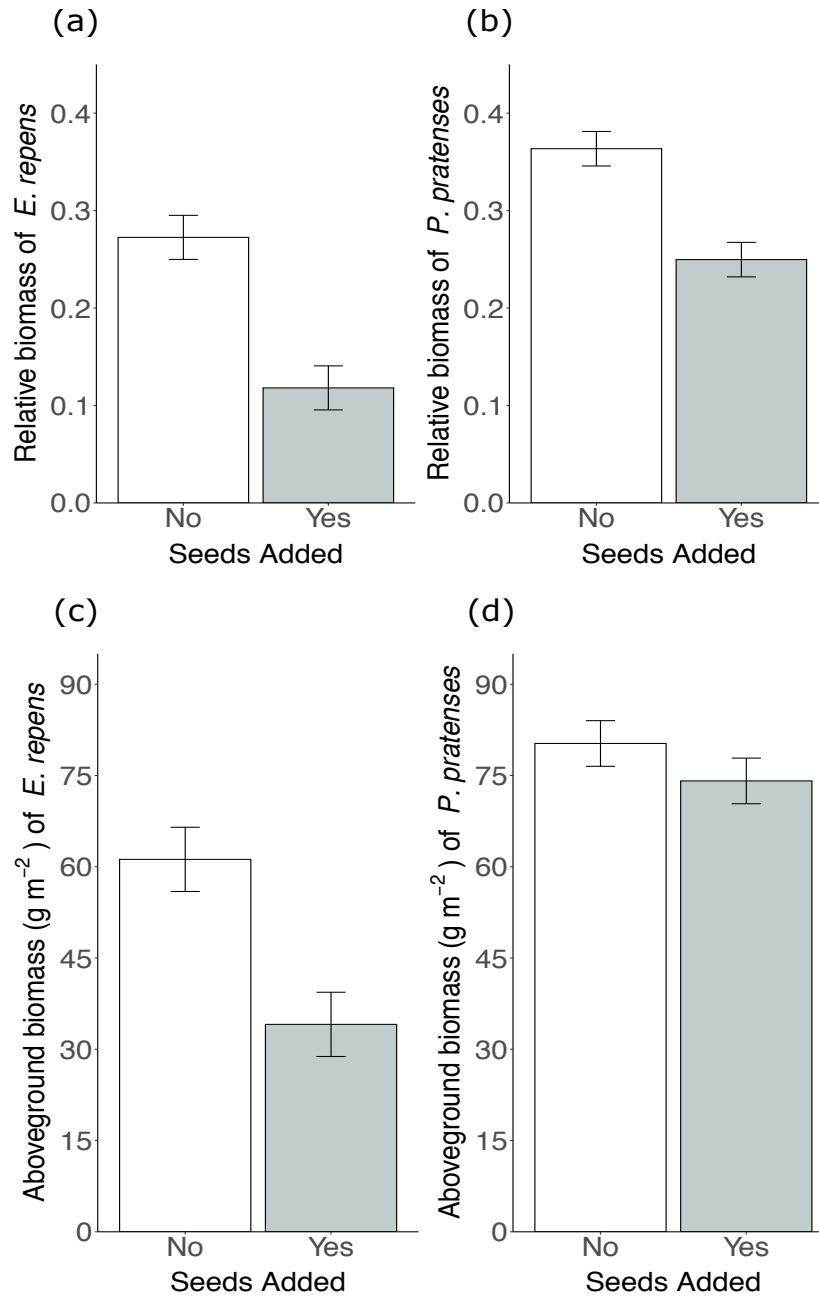 (a)
Relative biomass of E. repens
0.4
0.3
0.2
0.1
0.0
No Yes
Seeds Added
(b)
Relative biomass of P. pratenses
0.4
0.3
0.2
0.1
0.0
No Yes
Seeds Added
(c)
Aboveground biomass (g m⁻² ) of E. repens
90
75
60
45
30
15
0
No Yes
Seeds Added
(d)
Aboveground biomass (g m⁻² ) of P. pratenses
90
75
60
45
30
15
0
No Yes
Seeds Added